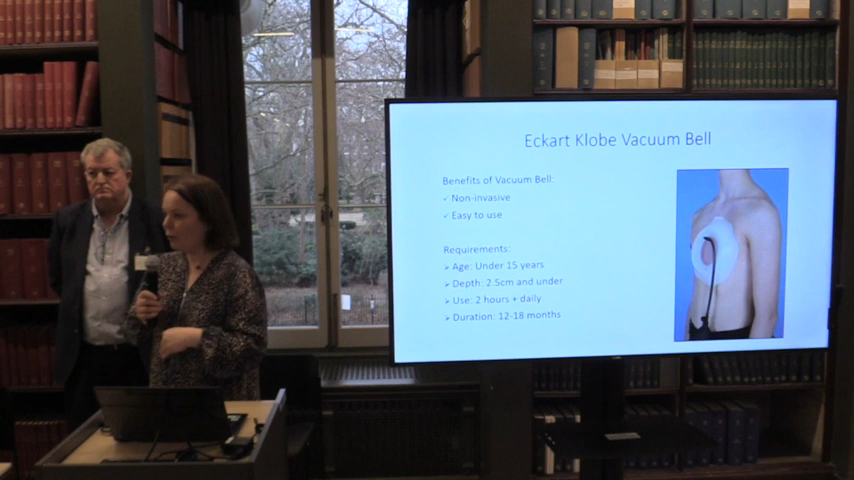 Eckart Klobe Vacuum Bell
Benefits of Vacuum Bell:
✓ Non-invasive
✓ Easy to use
Requirements:
➢ Age: Under 15 years
➢ Depth: 2.5cm and under
➢ Use: 2 hours + daily
➢ Duration: 12-18 months